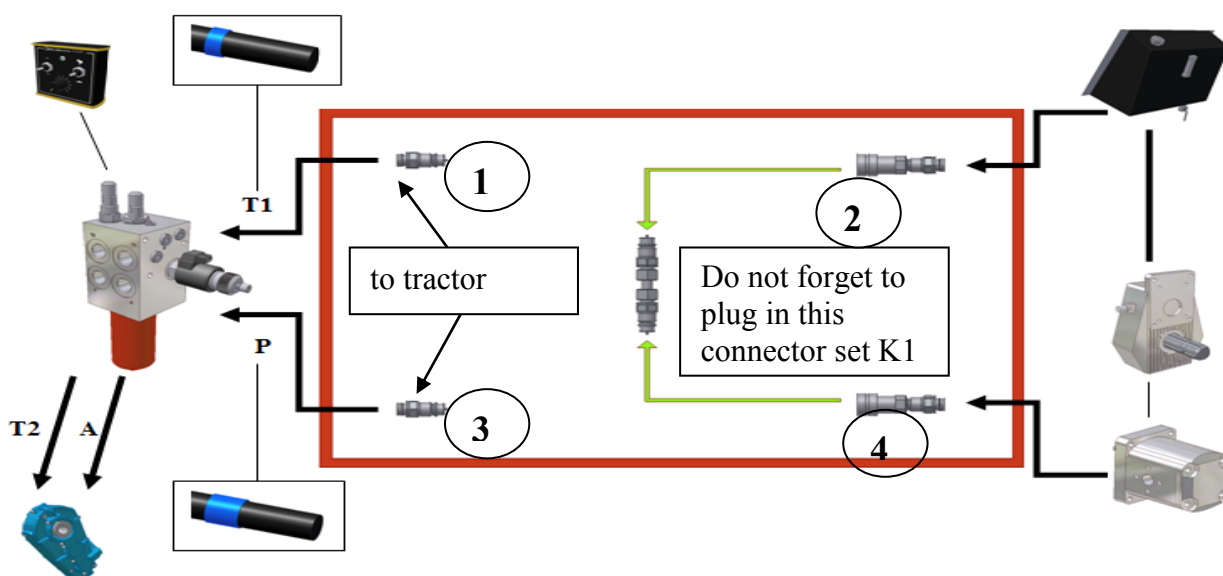 T1
1
2
to tractor
Do not forget to
plug in this
connector set K1
P
3
4
T2
A